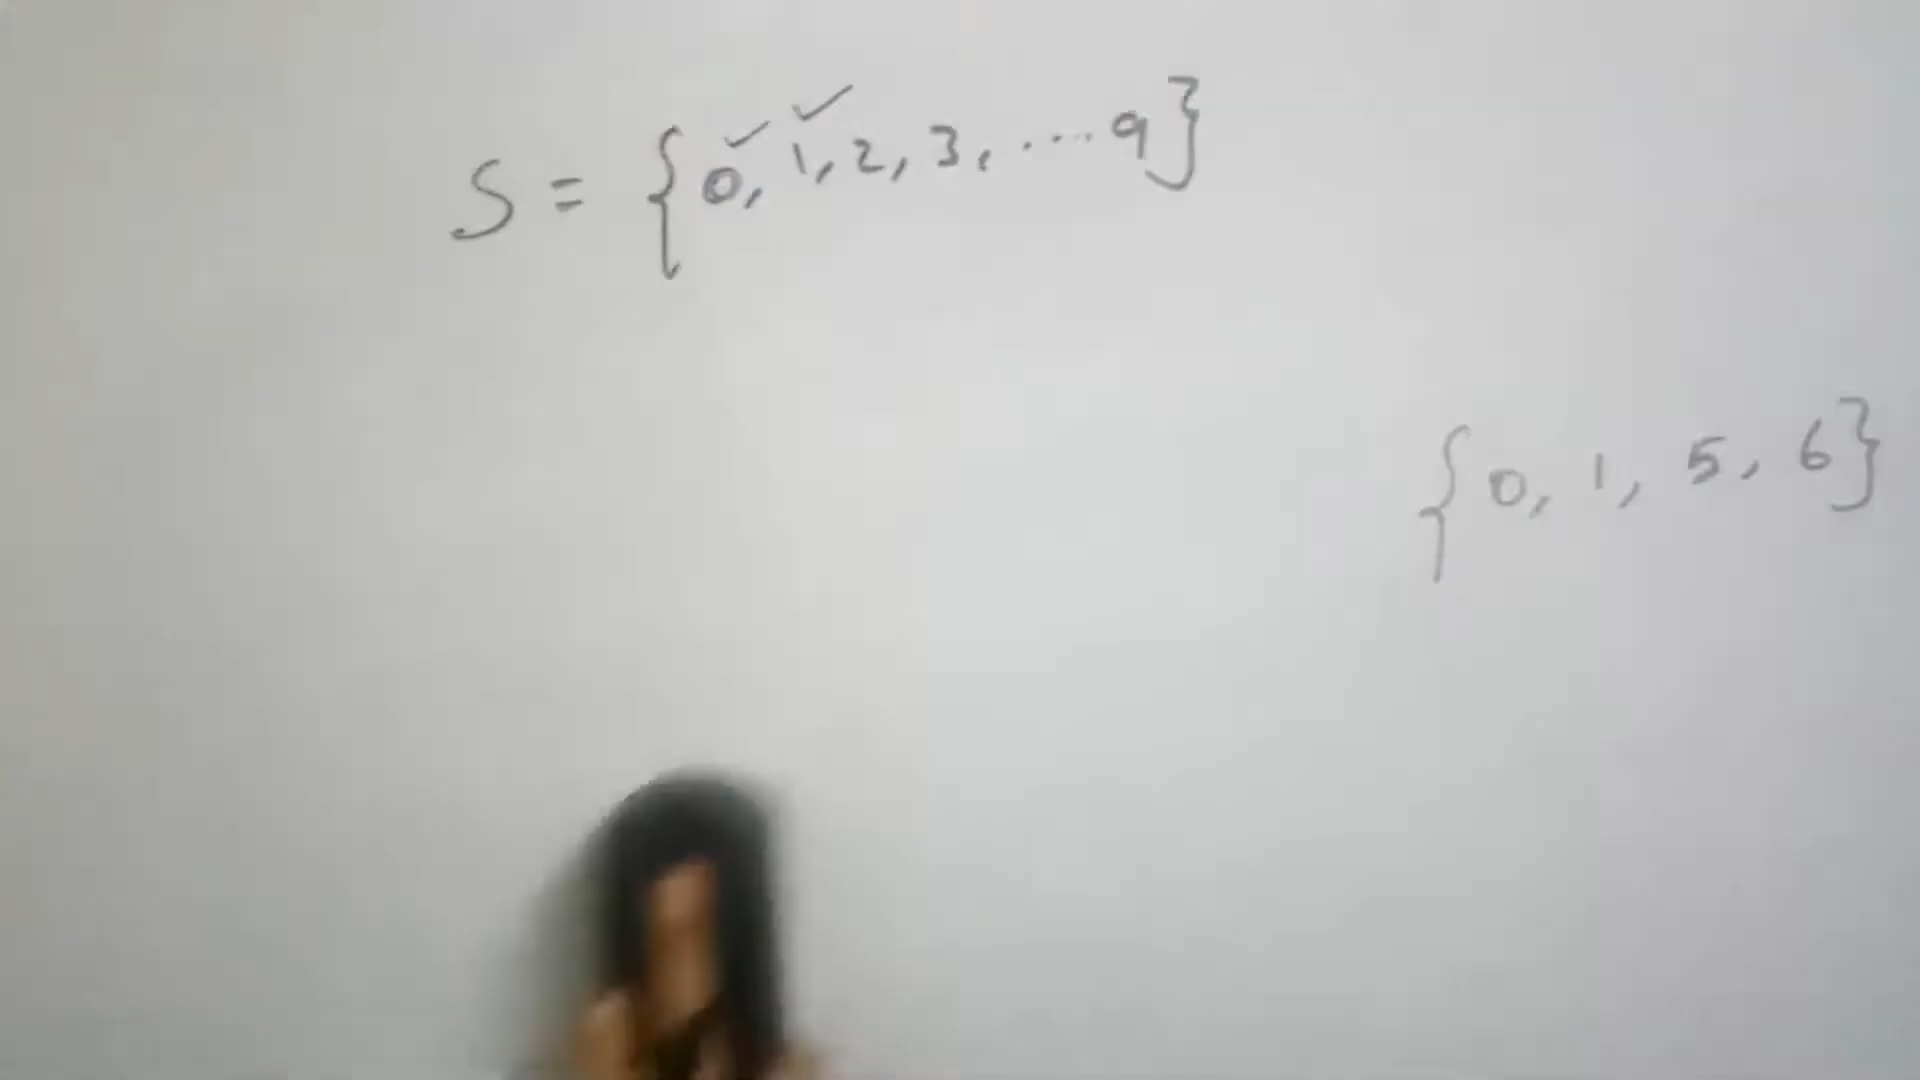 S = {0, 1, 2, 3, ....9}
{0, 1, 5, 6}